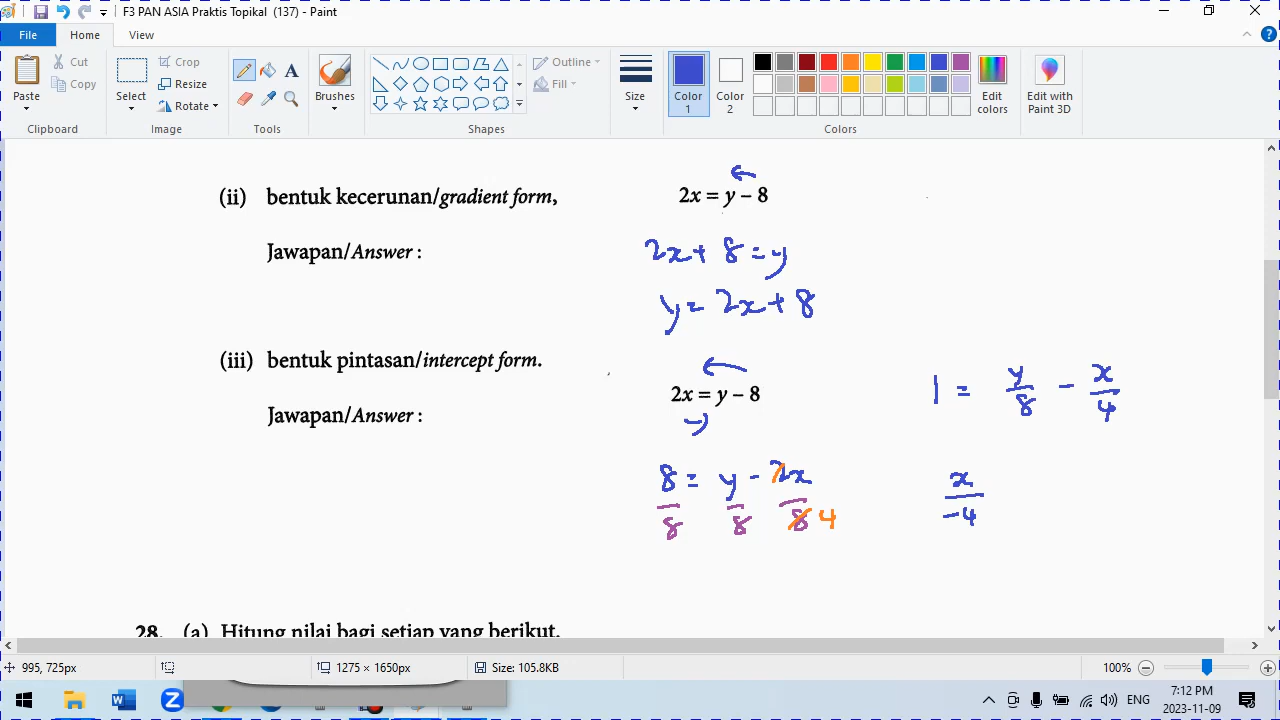 F3 PAN ASIA Praktis Topikal (137) - Paint
File Home View
Paste Cut Copy Clipboard
Select Crop Resize Rotate Image
Tools
Brushes
Outline Fill Shapes
Size
Color 1 Color 2 Edit colors Colors
Edit with Paint 3D
(ii) bentuk kecerunan/gradient form, 2x = y – 8
Jawapan/Answer : 2x + 8 = y
y = 2x + 8
(iii) bentuk pintasan/intercept form.
2x = y – 8 1 = y/8 - x/4
Jawapan/Answer :
8/8 = y/8 - 2x/8 4 x/-4
28. (a) Hitung nilai bagi setiap yang berikut.
995, 725px 1275 × 1650px Size: 105.8KB 100%
ENG 7:12 PM 2023-11-09